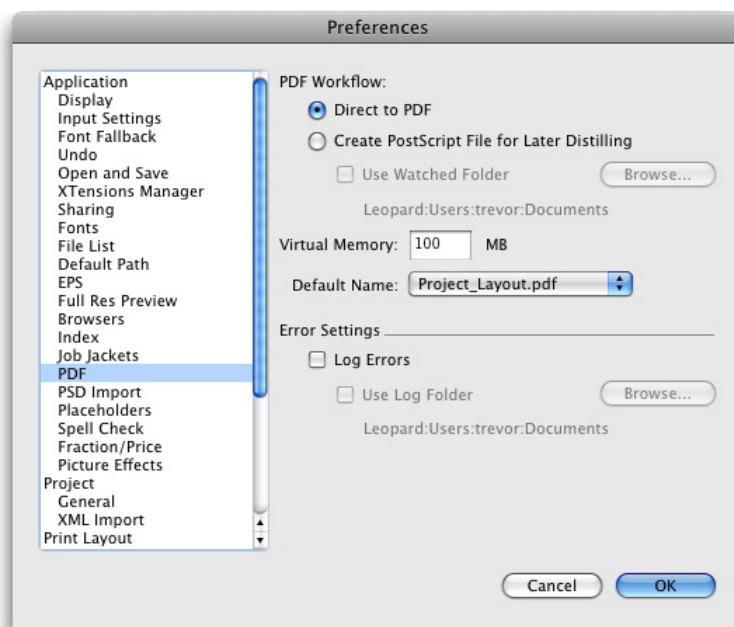 Preferences
Application
Display
Input Settings
Font Fallback
Undo
Open and Save
XTensions Manager
Sharing
Fonts
File List
Default Path
EPS
Full Res Preview
Browsers
Index
Job Jackets
PDF
PSD Import
Placeholders
Spell Check
Fraction/Price
Picture Effects
Project
General
XML Import
Print Layout
PDF Workflow:
Direct to PDF
Create PostScript File for Later Distilling
Use Watched Folder Browse...
Leopard:Users:trevor:Documents
Virtual Memory: 100 MB
Default Name: Project_Layout.pdf
Error Settings
Log Errors
Use Log Folder Browse...
Leopard:Users:trevor:Documents
Cancel OK